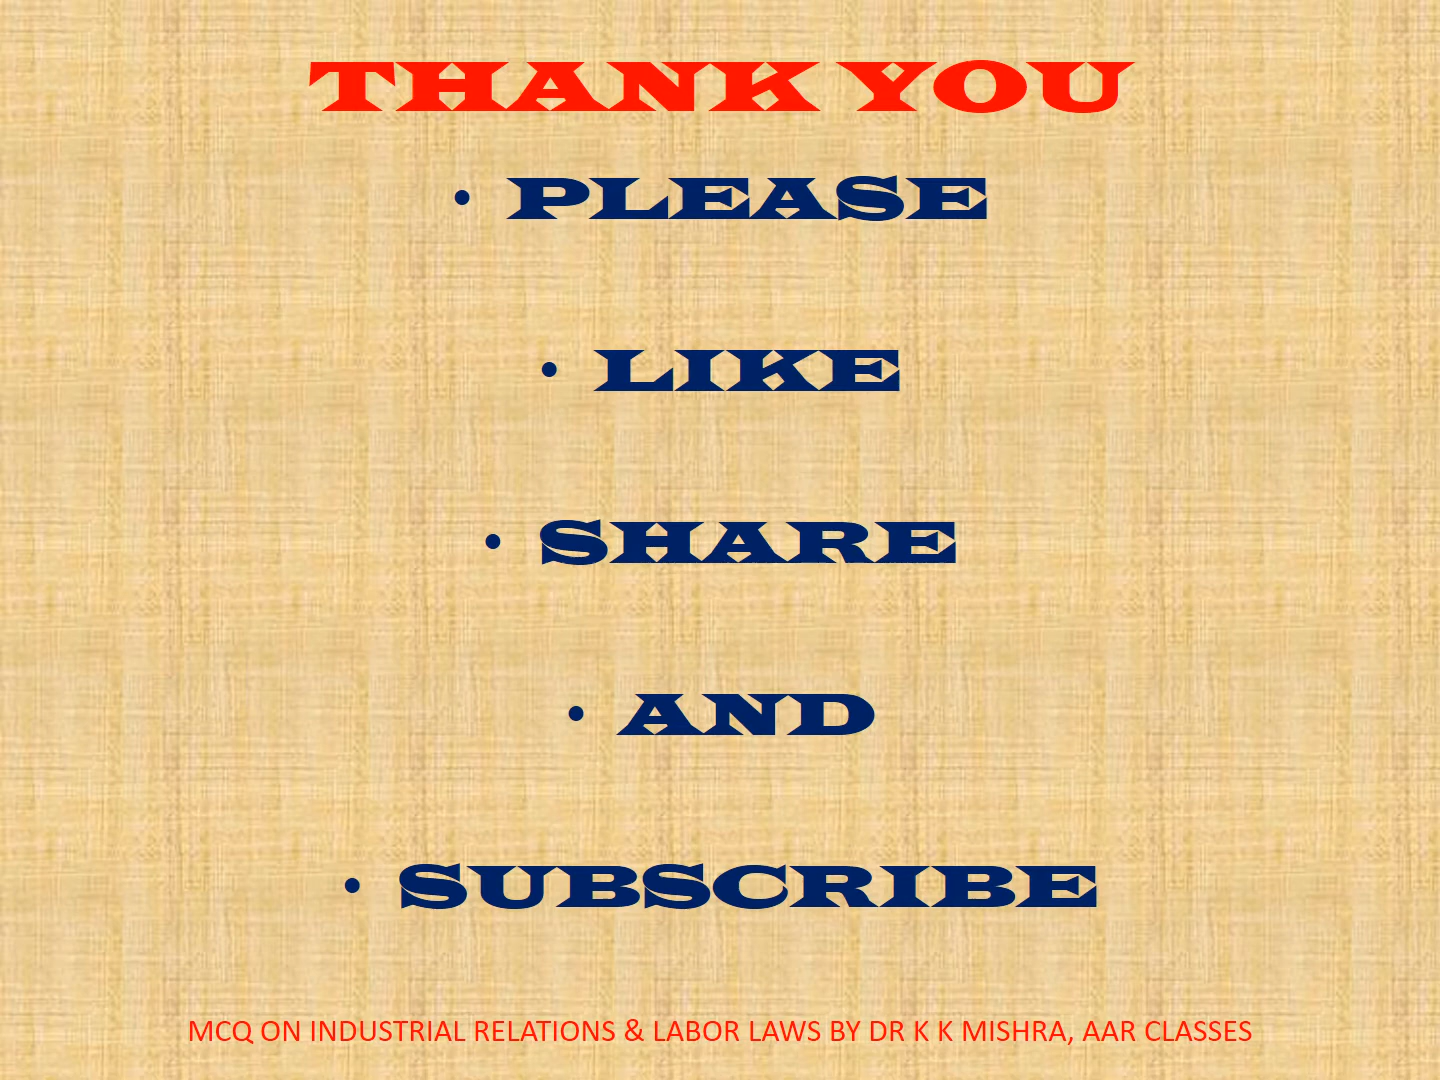 THANK YOU
• PLEASE
• LIKE
• SHARE
• AND
• SUBSCRIBE
MCQ ON INDUSTRIAL RELATIONS & LABOR LAWS BY DR K K MISHRA, AAR CLASSES